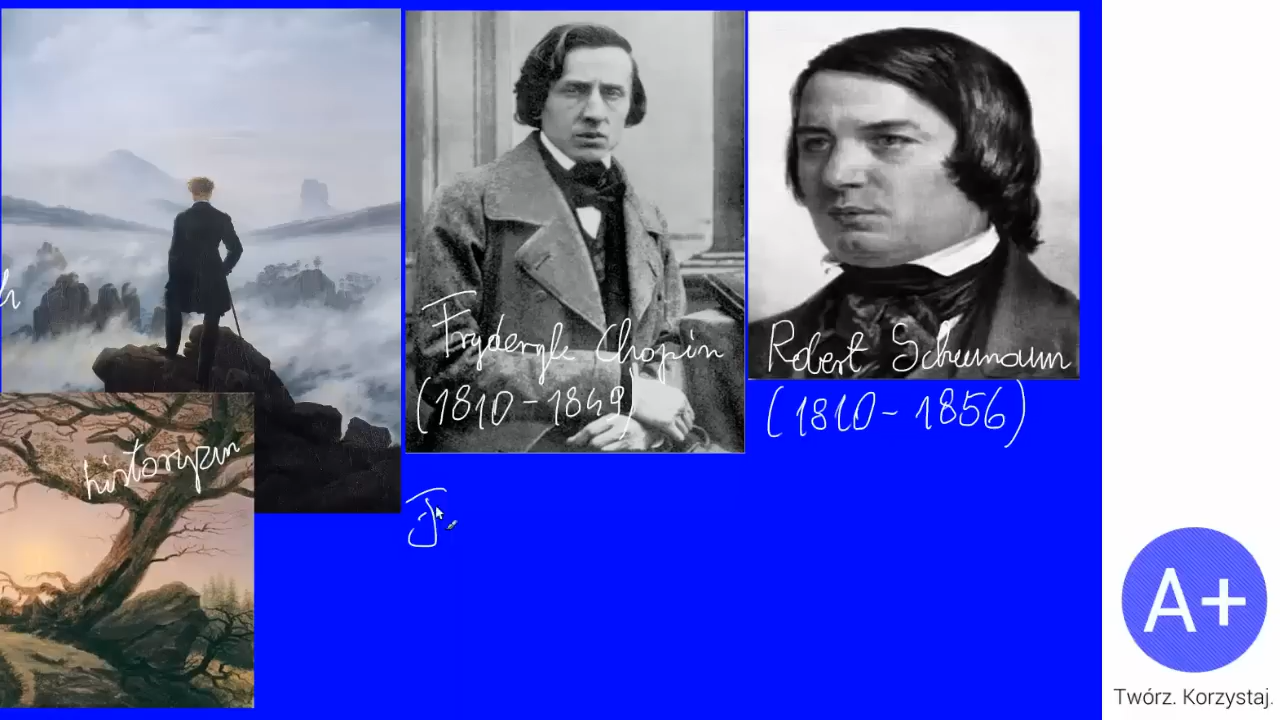 h
historyzm
Fryderyk Chopin
(1810-1849)
Robert Schumann
(1810-1856)
F
A+
Twórz. Korzystaj.